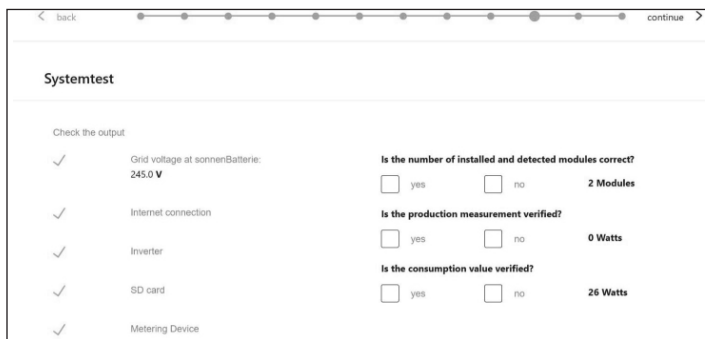 back
continue
Systemtest
Check the output
Grid voltage at sonnenBatterie:
245.0 V
Internet connection
Inverter
SD card
Metering Device
Is the number of installed and detected modules correct?
yes no 2 Modules
Is the production measurement verified?
yes no 0 Watts
Is the consumption value verified?
yes no 26 Watts